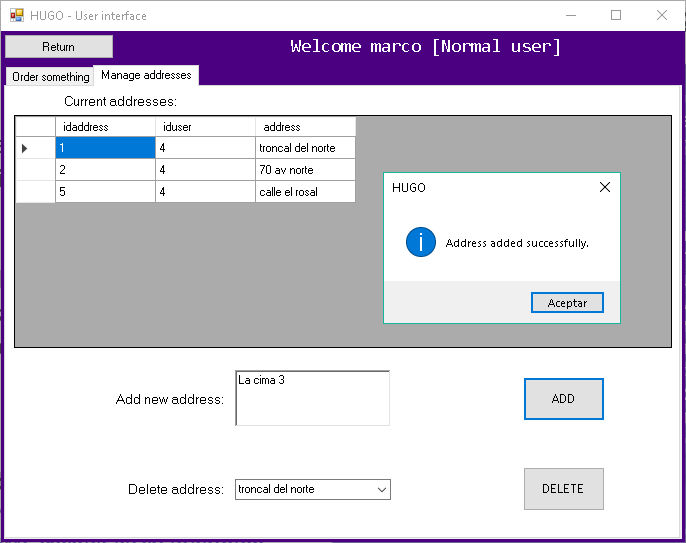 HUGO - User interface
Return
Welcome marco [Normal user]
Order something
Manage addresses
Current addresses:
idaddress iduser address
1 4 troncal del norte
2 4 70 av norte
5 4 calle el rosal
HUGO
Address added successfully.
Aceptar
Add new address:
La cima 3
ADD
Delete address:
troncal del norte
DELETE